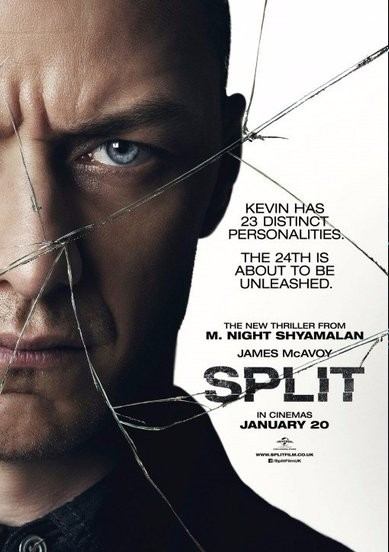 KEVIN HAS
23 DISTINCT
PERSONALITIES.
THE 24TH IS
ABOUT TO BE
UNLEASHED.
THE NEW THRILLER FROM
M. NIGHT SHYAMALAN
JAMES McAVOY
SPLIT
IN CINEMAS
JANUARY 20
WWW.SPLITFILM.CO.UK
/SplitFilmUK